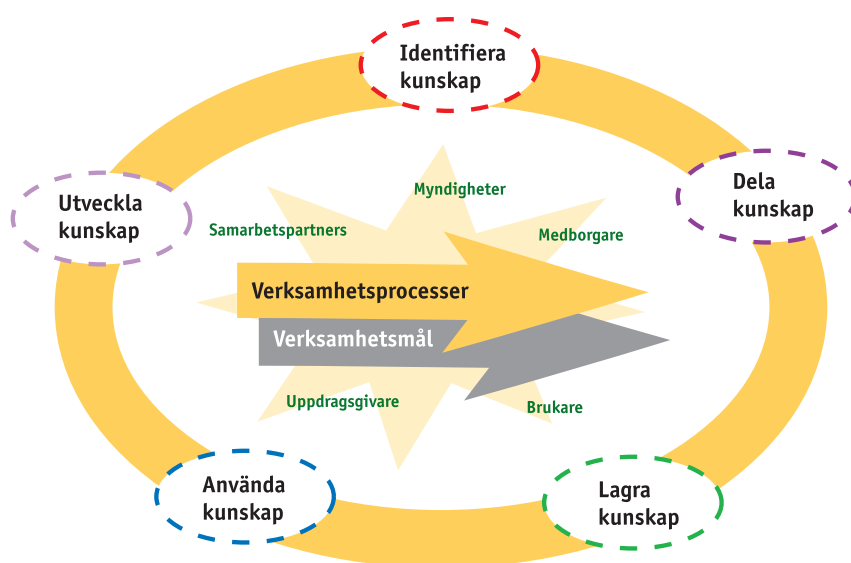 Identifiera
kunskap
Dela
kunskap
Utveckla
kunskap
Myndigheter
Samarbetspartners
Medborgare
Verksamhetsprocesser
Verksamhetsmål
Uppdragsgivare
Brukare
Använda
kunskap
Lagra
kunskap